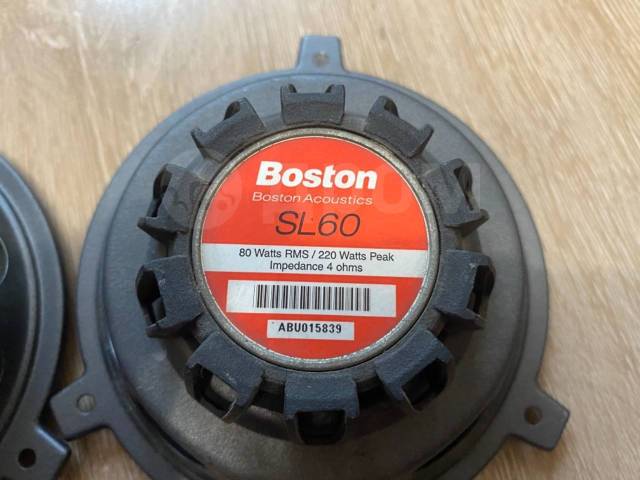 Boston
Boston Acoustics
SL60
80 Watts RMS / 220 Watts Peak
Impedance 4 ohms
ABU015839